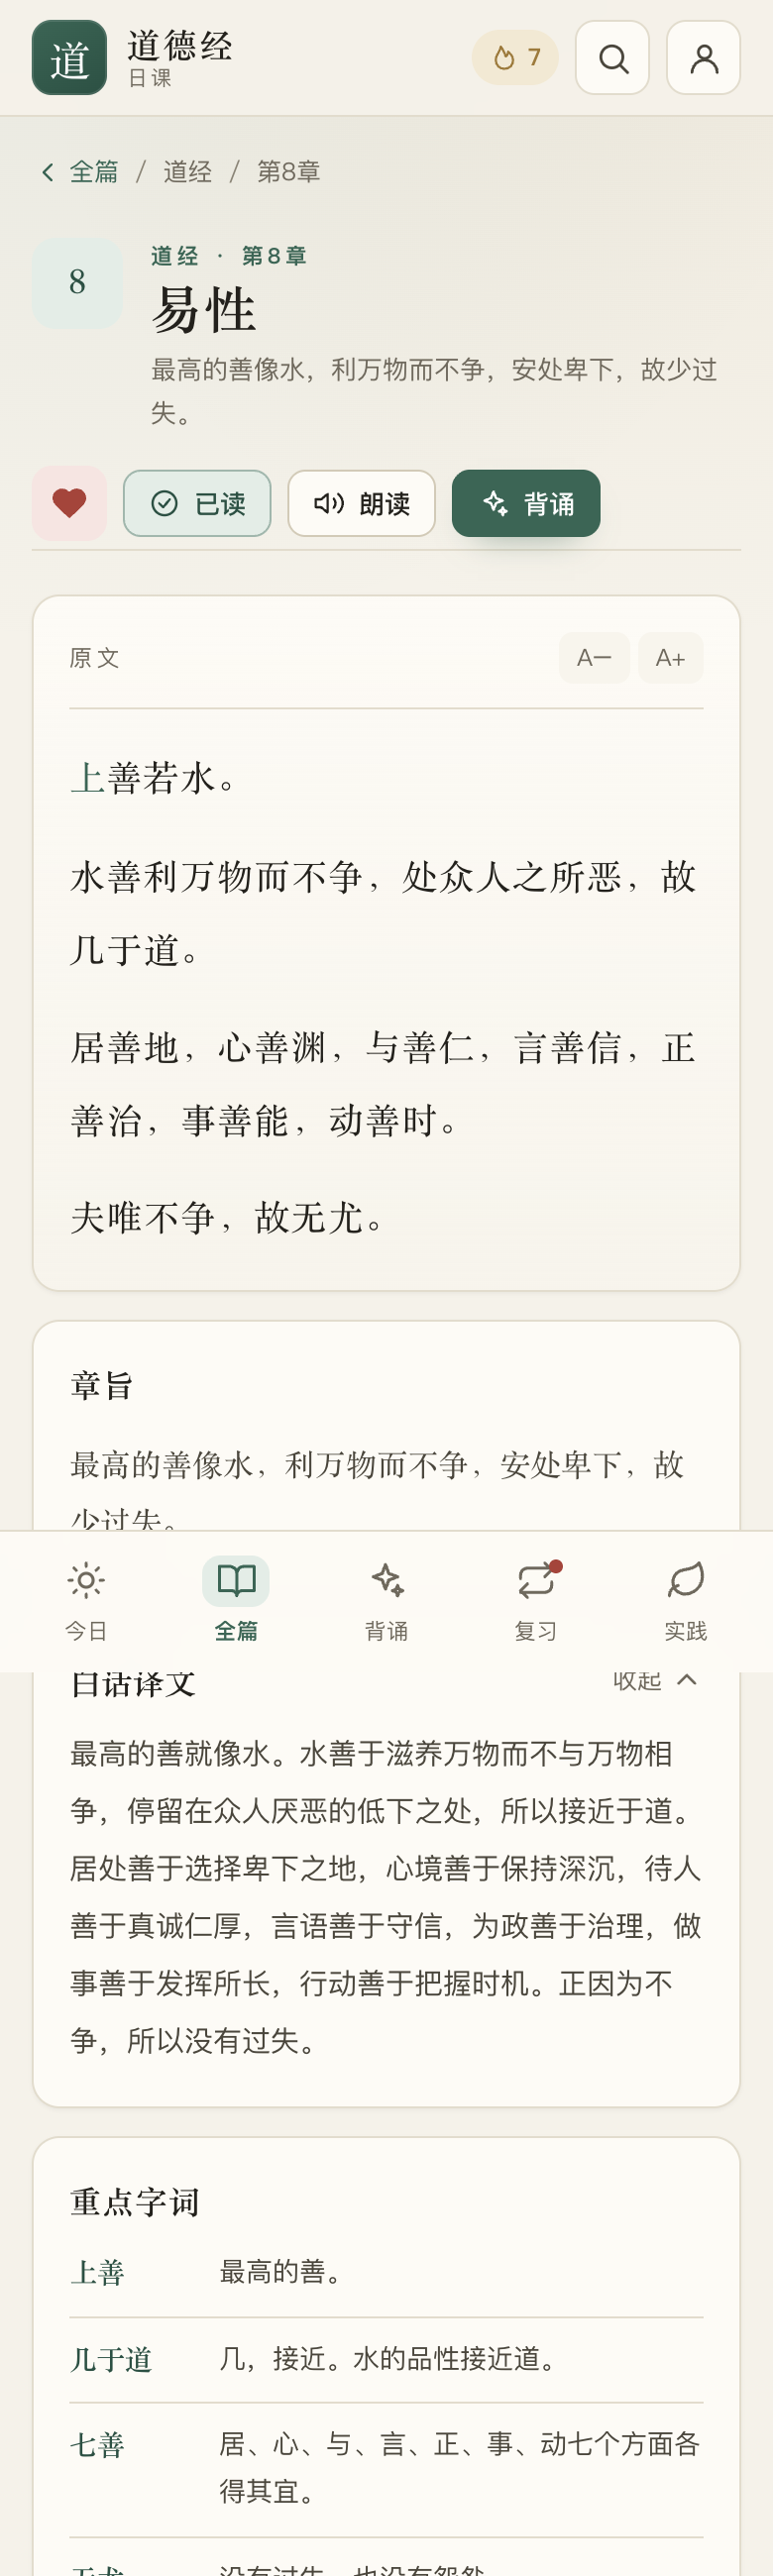 道
道德经
日课
7
全篇 / 道经 / 第8章
8
道经 · 第8章
易性
最高的善像水，利万物而不争，安处卑下，故少过
失。
已读
朗读
背诵
原文
A−
A+
上善若水。
水善利万物而不争，处众人之所恶，故
几于道。
居善地，心善渊，与善仁，言善信，正
善治，事善能，动善时。
夫唯不争，故无尤。
章旨
最高的善像水，利万物而不争，安处卑下，故
少过失。
今日
全篇
背诵
复习
实践
白话译文
收起
最高的善就像水。水善于滋养万物而不与万物相
争，停留在众人厌恶的低下之处，所以接近于道。
居处善于选择卑下之地，心境善于保持深沉，待人
善于真诚仁厚，言语善于守信，为政善于治理，做
事善于发挥所长，行动善于把握时机。正因为不
争，所以没有过失。
重点字词
上善
最高的善。
几于道
几，接近。水的品性接近道。
七善
居、心、与、言、正、事、动七个方面各
得其宜。